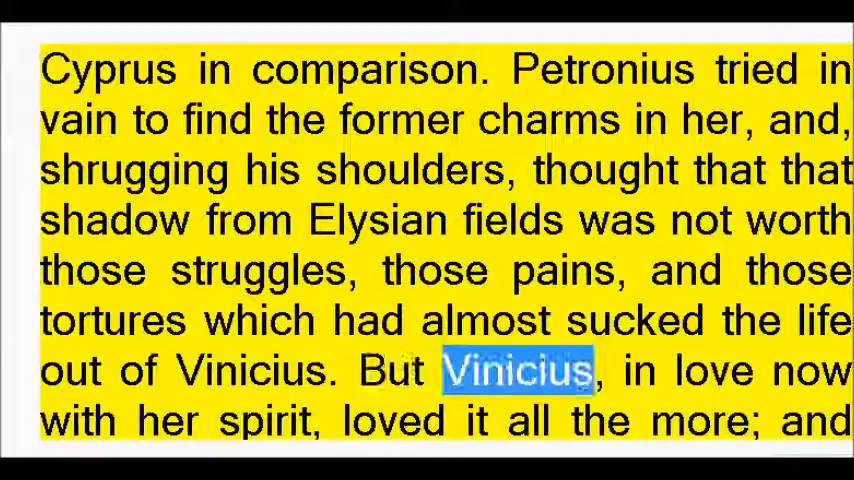 Cyprus in comparison. Petronius tried in
vain to find the former charms in her, and,
shrugging his shoulders, thought that that
shadow from Elysian fields was not worth
those struggles, those pains, and those
tortures which had almost sucked the life
out of Vinicius. But Vinicius, in love now
with her spirit, loved it all the more; and